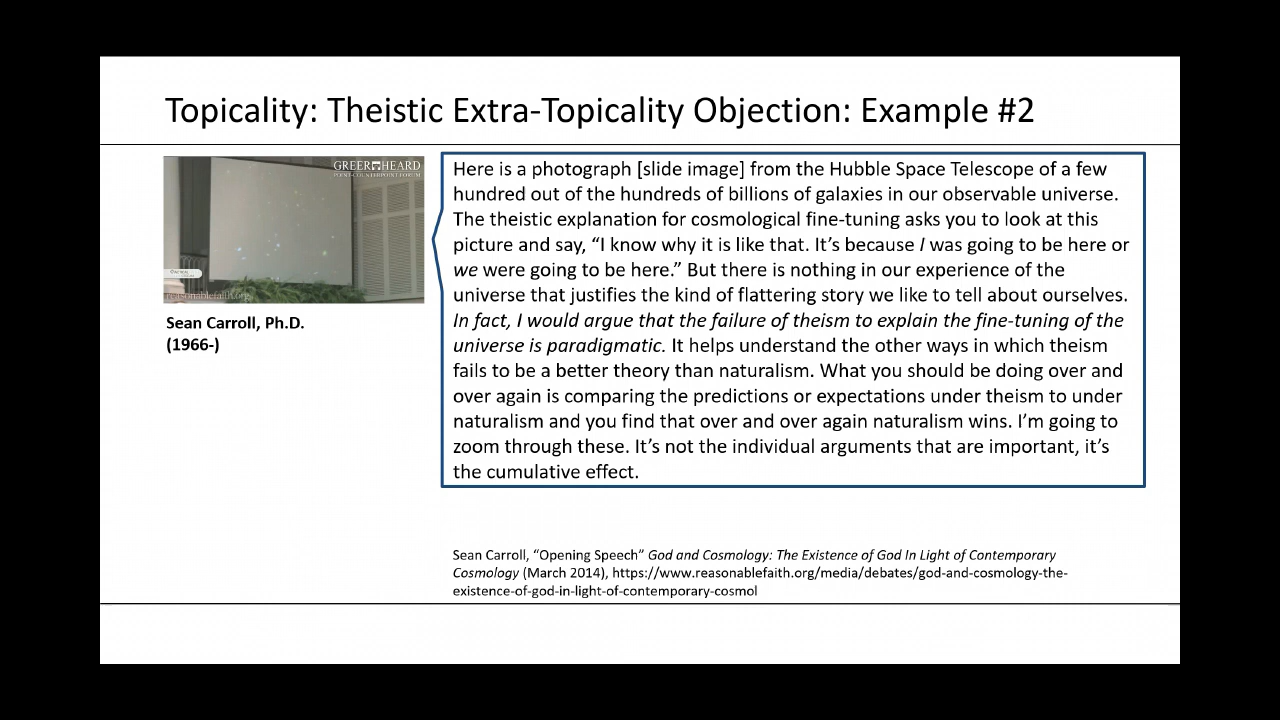 Topicality: Theistic Extra-Topicality Objection: Example #2
GREER HEARD
POINT-COUNTERPOINT FORUM
reasonablefaith.org
Sean Carroll, Ph.D.
(1966-)
Here is a photograph [slide image] from the Hubble Space Telescope of a few
hundred out of the hundreds of billions of galaxies in our observable universe.
The theistic explanation for cosmological fine-tuning asks you to look at this
picture and say, “I know why it is like that. It’s because I was going to be here or
we were going to be here.” But there is nothing in our experience of the
universe that justifies the kind of flattering story we like to tell about ourselves.
In fact, I would argue that the failure of theism to explain the fine-tuning of the
universe is paradigmatic. It helps understand the other ways in which theism
fails to be a better theory than naturalism. What you should be doing over and
over again is comparing the predictions or expectations under theism to under
naturalism and you find that over and over again naturalism wins. I’m going to
zoom through these. It’s not the individual arguments that are important, it’s
the cumulative effect.
Sean Carroll, “Opening Speech” God and Cosmology: The Existence of God In Light of Contemporary
Cosmology (March 2014), https://www.reasonablefaith.org/media/debates/god-and-cosmology-the-
existence-of-god-in-light-of-contemporary-cosmol